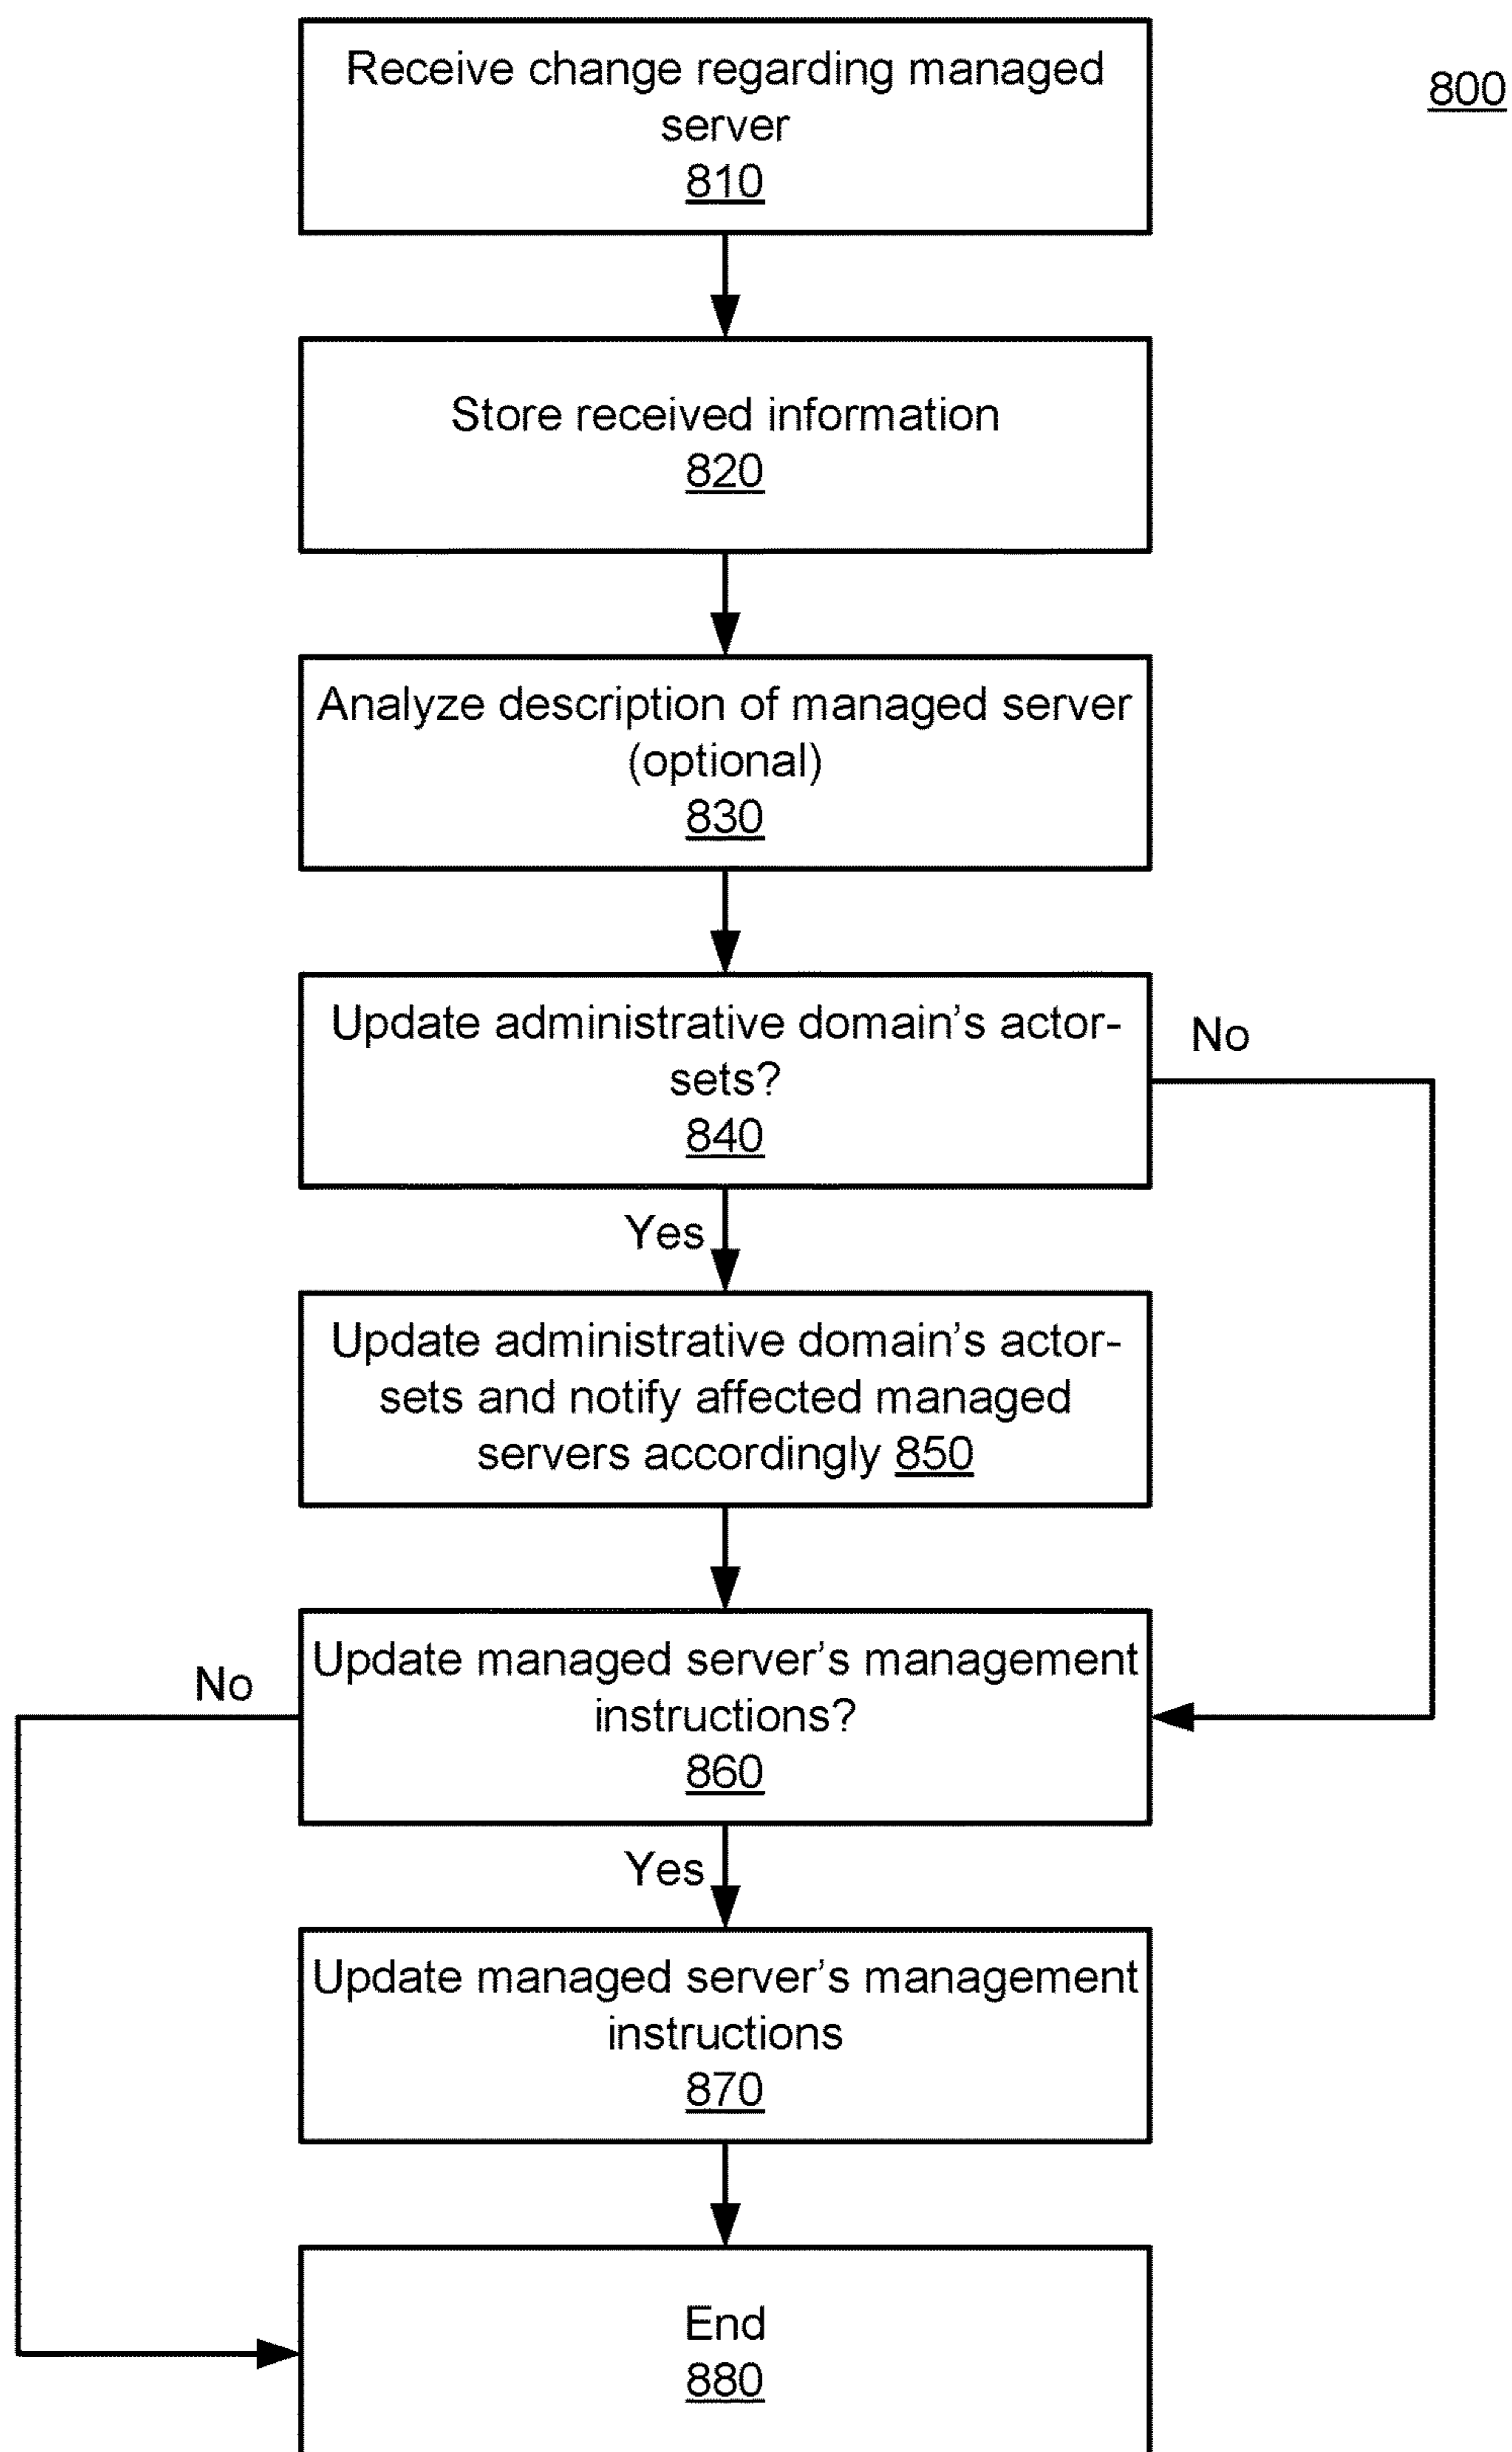 Receive change regarding managed
server
810
800
Store received information
820
Analyze description of managed server
(optional)
830
Update administrative domain's actor-
sets?
840
No
Yes
Update administrative domain's actor-
sets and notify affected managed
servers accordingly 850
Update managed server's management
instructions?
860
No
Yes
Update managed server's management
instructions
870
End
880